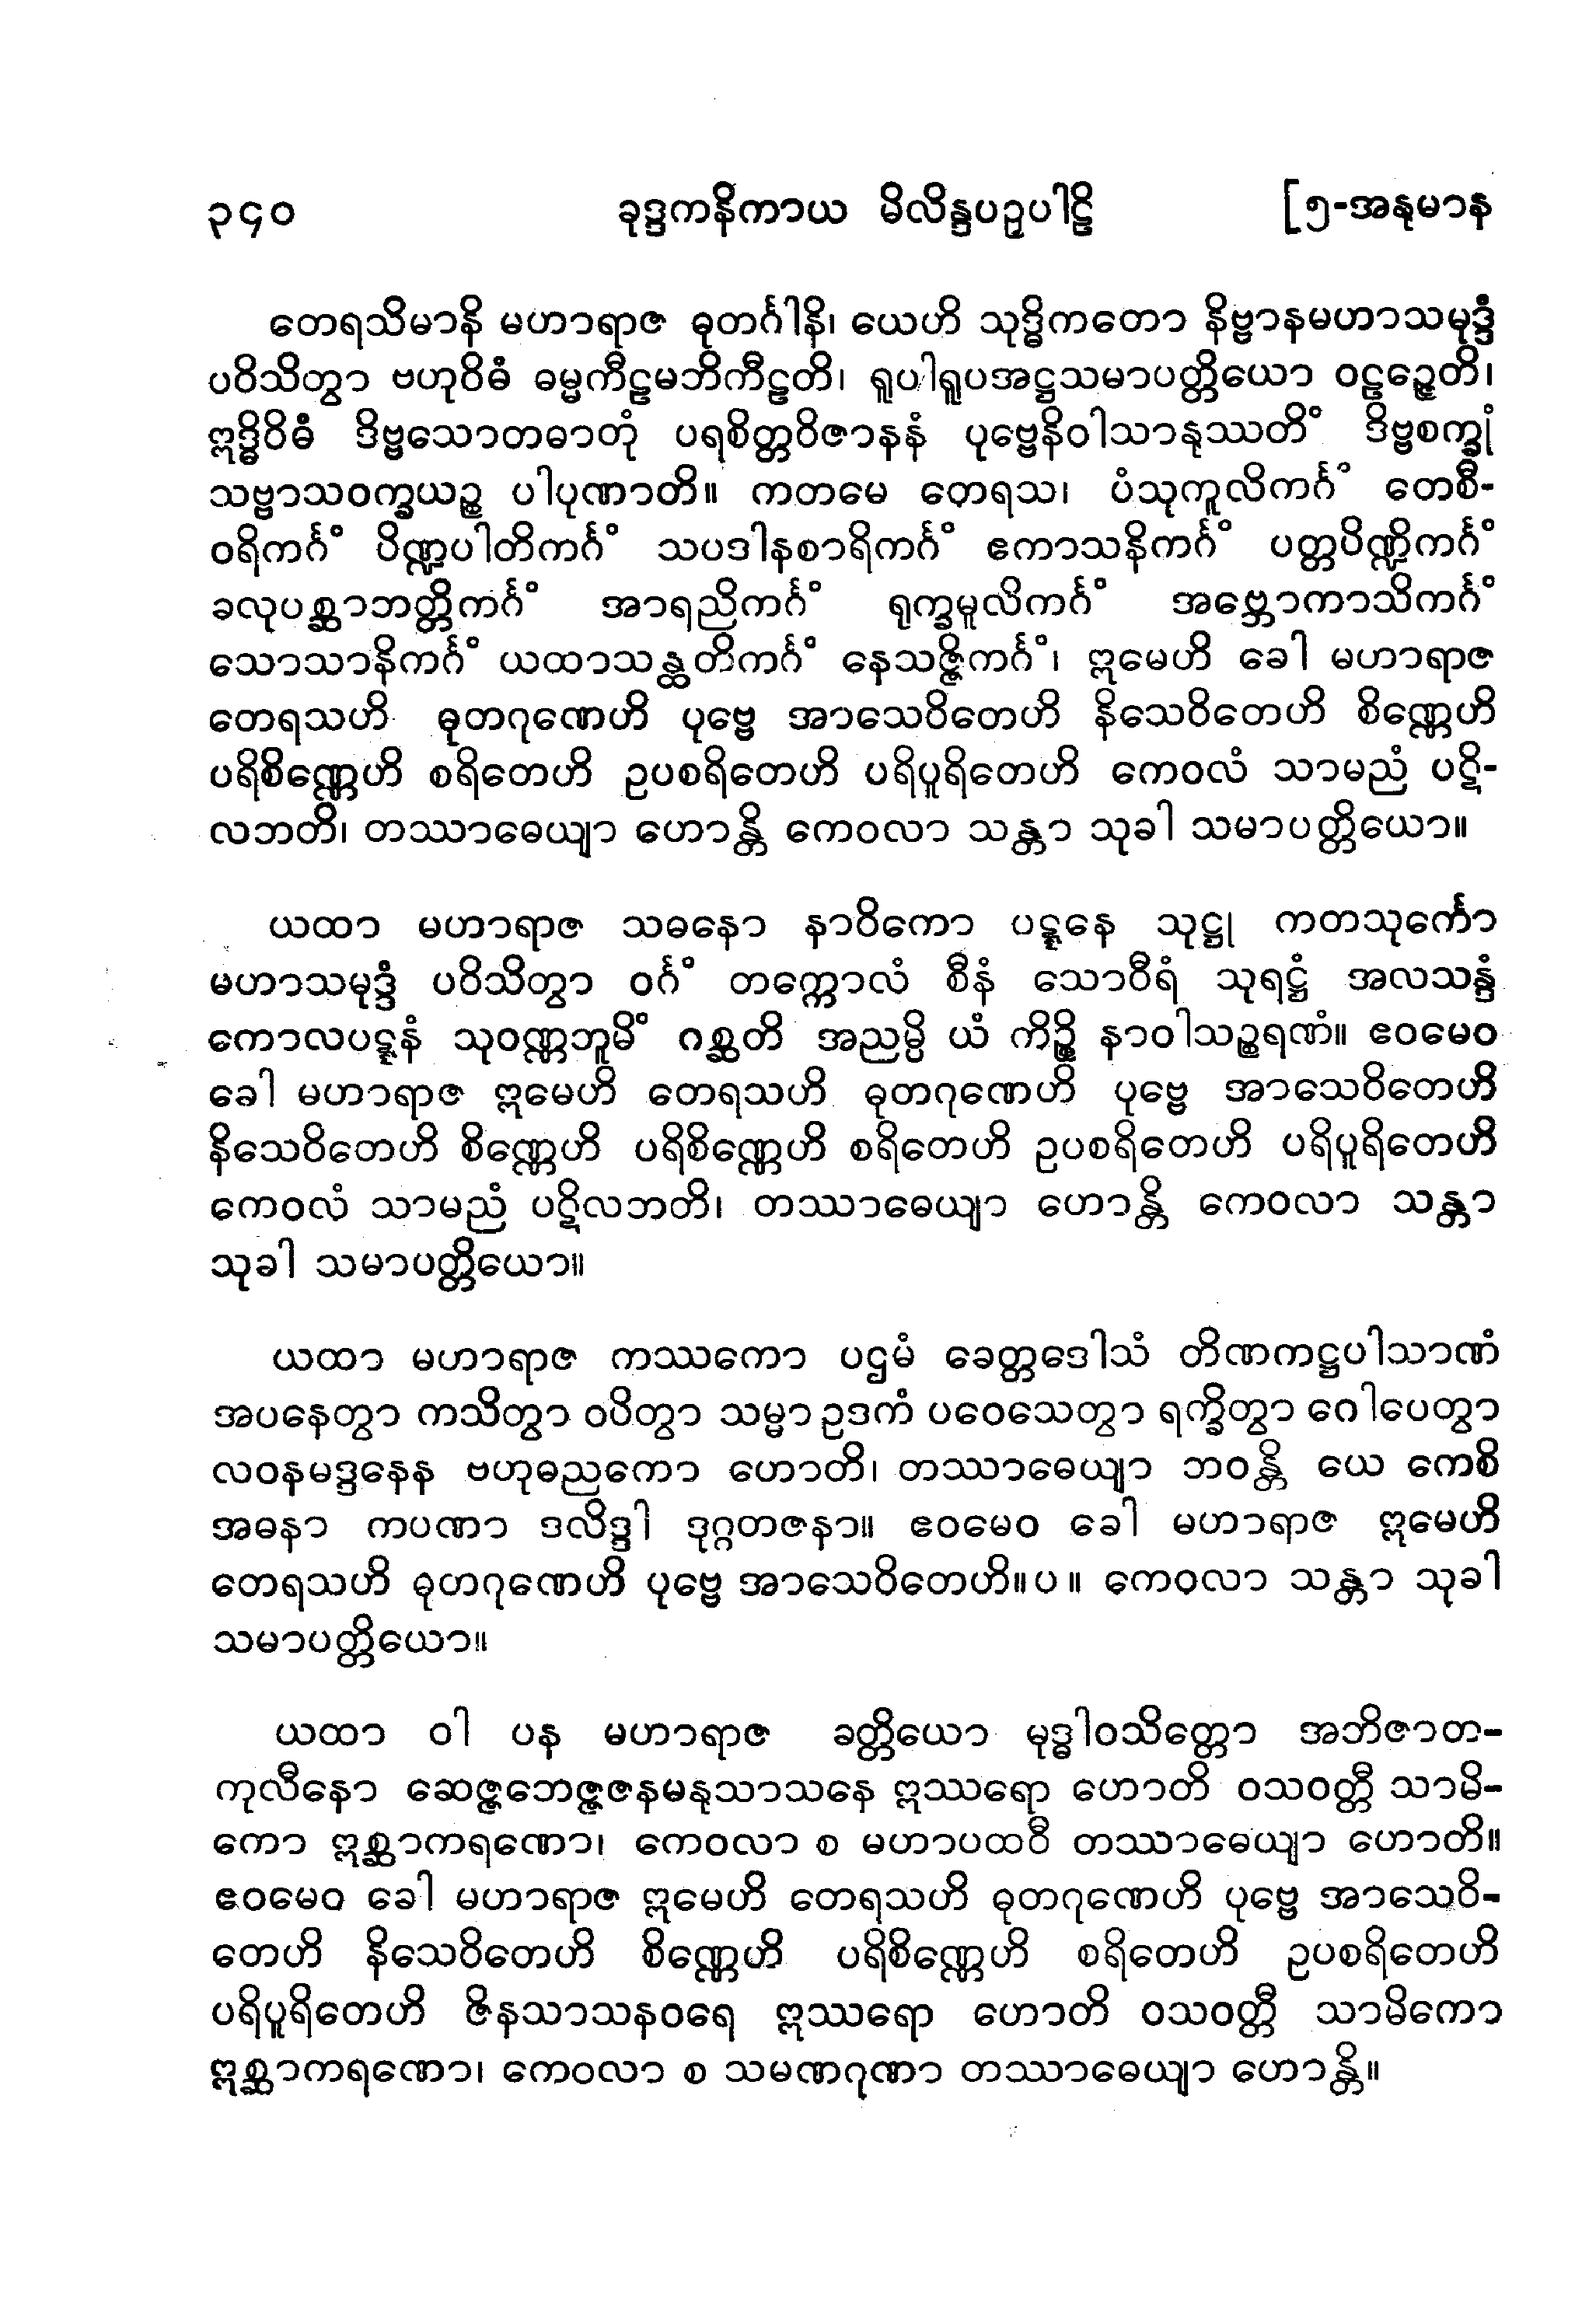 ၃၄၀ ခုဒ္ဒကနိကာယ မိလိန္ဒပဉှပါဠိ [၅-အနုမာန
တေရသိမာနိ မဟာရာဇ ဓုတင်္ဂါနိ၊ ယေဟိ သုဒ္ဓိကတော နိဗ္ဗာနမဟာသမုဒ္ဒံ
ပဝိသိတွာ ဗဟုဝိဓံ ဓမ္မကီဠမဘိကီဠတိ၊ ရူပါရူပအဋ္ဌသမာပတ္တိယော ဝဠဉ္ဇေတိ၊
ဣဒ္ဓိဝိဓံ ဒိဗ္ဗသောတဓာတုံ ပရစိတ္တဝိဇာနနံ ပုဗ္ဗေနိဝါသာနုဿတိံ ဒိဗ္ဗစက္ခုံ
သဗ္ဗာသဝက္ခယဉ္စ ပါပုဏာတိ။ ကတမေ တေရသ၊ ပံသုကူလိကင်္ဂံ တေစီ-
ဝရိကင်္ဂံ ပိဏ္ဍပါတိကင်္ဂံ သပဒါနစာရိကင်္ဂံ ဧကာသနိကင်္ဂံ ပတ္တပိဏ္ဍိကင်္ဂံ
ခလုပစ္ဆာဘတ္တိကင်္ဂံ အာရညိကင်္ဂံ ရုက္ခမူလိကင်္ဂံ အဗ္ဘောကာသိကင်္ဂံ
သောသာနိကင်္ဂံ ယထာသန္ထတိကင်္ဂံ နေသဇ္ဇိကင်္ဂံ၊ ဣမေဟိ ခေါ မဟာရာဇ
တေရသဟိ ဓုတဂုဏေဟိ ပုဗ္ဗေ အာသေဝိတေဟိ နိသေဝိတေဟိ စိဏ္ဏေဟိ
ပရိစိဏ္ဏေဟိ စရိတေဟိ ဥပစရိတေဟိ ပရိပူရိတေဟိ ကေဝလံ သာမညံ ပဋိ-
လဘတိ၊ တဿာဓေယျာ ဟောန္တိ ကေဝလာ သန္တာ သုခါ သမာပတ္တိယော။
ယထာ မဟာရာဇ သဓနော နာဝိကော ပဋ္ဋနေ သုဋ္ဌု ကတသုင်္ကော
မဟာသမုဒ္ဒံ ပဝိသိတွာ ဝင်္ဂံ တက္ကောလံ စီနံ သောဝီရံ သုရဋ္ဌံ အလသန္ဒံ
ကောလပဋ္ဋနံ သုဝဏ္ဏဘူမိံ ဂစ္ဆတိ အညမ္ပိ ယံ ကိဉ္စိ နာဝါသဉ္စရဏံ။ ဧဝမေဝ
ခေါ မဟာရာဇ ဣမေဟိ တေရသဟိ ဓုတဂုဏေဟိ ပုဗ္ဗေ အာသေဝိတေဟိ
နိသေဝိတေဟိ စိဏ္ဏေဟိ ပရိစိဏ္ဏေဟိ စရိတေဟိ ဥပစရိတေဟိ ပရိပူရိတေဟိ
ကေဝလံ သာမညံ ပဋိလဘတိ၊ တဿာဓေယျာ ဟောန္တိ ကေဝလာ သန္တာ
သုခါ သမာပတ္တိယော။
ယထာ မဟာရာဇ ကဿကော ပဌမံ ခေတ္တဒေါသံ တိဏကဋ္ဌပါသာဏံ
အပနေတွာ ကသိတွာ ဝပိတွာ သမ္မာ ဥဒကံ ပဝေသေတွာ ရက္ခိတွာ ဂေါပေတွာ
လဝနမဒ္ဒနေန ဗဟုဓညကော ဟောတိ၊ တဿာဓေယျာ ဘဝန္တိ ယေ ကေစိ
အဓနာ ကပဏာ ဒလိဒ္ဒါ ဒုဂ္ဂတဇနာ။ ဧဝမေဝ ခေါ မဟာရာဇ ဣမေဟိ
တေရသဟိ ဓုတဂုဏေဟိ ပုဗ္ဗေ အာသေဝိတေဟိ။ပ။ ကေဝလာ သန္တာ သုခါ
သမာပတ္တိယော။
ယထာ ဝါ ပန မဟာရာဇ ခတ္တိယော မုဒ္ဓါဝသိတ္တော အဘိဇာတ-
ကုလီနော ဆေဇ္ဇဘေဇ္ဇဇနမနုသာသနေ ဣဿရော ဟောတိ ဝသဝတ္တီ သာမိ-
ကော ဣစ္ဆာကရဏော၊ ကေဝလာ စ မဟာပထဝီ တဿာဓေယျာ ဟောတိ။
ဧဝမေဝ ခေါ မဟာရာဇ ဣမေဟိ တေရသဟိ ဓုတဂုဏေဟိ ပုဗ္ဗေ အာသေဝိ-
တေဟိ နိသေဝိတေဟိ စိဏ္ဏေဟိ ပရိစိဏ္ဏေဟိ စရိတေဟိ ဥပစရိတေဟိ
ပရိပူရိတေဟိ ဇိနသာသနဝရေ ဣဿရော ဟောတိ ဝသဝတ္တီ သာမိကော
ဣစ္ဆာကရဏော၊ ကေဝလာ စ သမဏဂုဏာ တဿာဓေယျာ ဟောန္တိ။